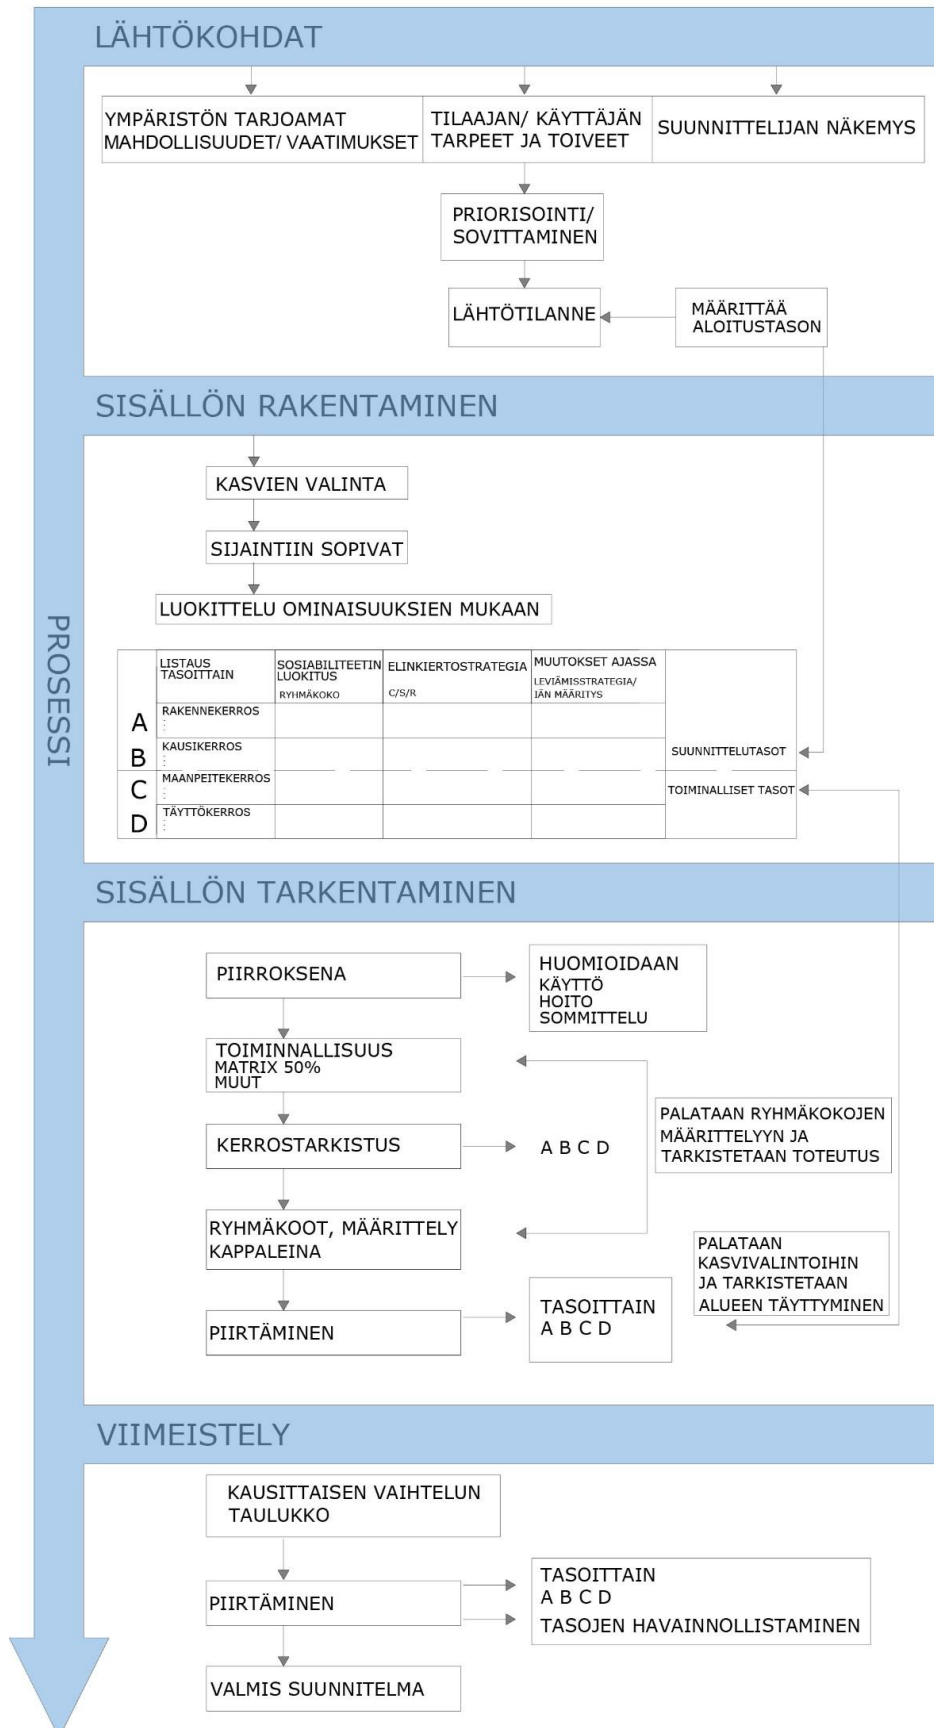 PROSESSI
LÄHTÖKOHDAT
YMPÄRISTÖN TARJOAMAT
MAHDOLLISUUDET/ VAATIMUKSET
TILAAJAN/ KÄYTTÄJÄN
TARPEET JA TOIVEET
SUUNNITTELIJAN NÄKEMYS
PRIORISOINTI/
SOVITTAMINEN
LÄHTÖTILANNE
MÄÄRITTÄÄ
ALOITUSTASON
SISÄLLÖN RAKENTAMINEN
KASVIEN VALINTA
SIJAINTIIN SOPIVAT
LUOKITTELU OMINAISUUKSIEN MUKAAN
LISTAUS
TASOITTAIN
SOSIABILITEETIN
LUOKITUS
RYHMÄKOKO
ELINKIERTOSTRATEGIA
C/S/R
MUUTOKSET AJASSA
LEVIÄMISSTRATEGIA/
IÄN MÄÄRITYS
A RAKENNEKERROS
B KAUSIKERROS
SUUNNITTELUTASOT
C MAANPEITEKERROS
TOIMINALLISET TASOT
D TÄYTTÖKERROS
SISÄLLÖN TARKENTAMINEN
PIIRROKSENA
HUOMIOIDAAN
KÄYTTÖ
HOITO
SOMMITTELU
TOIMINNALLISUUS
MATRIX 50%
MUUT
KERROSTARKISTUS
A B C D
PALATAAN RYHMÄKOKOJEN
MÄÄRITTELYYN JA
TARKISTETAAN TOTEUTUS
RYHMÄKOOT, MÄÄRITTELY
KAPPALEINA
PALATAAN
KASVIVALINTOIHIN
JA TARKISTETAAN
ALUEEN TÄYTTYMINEN
PIIRTÄMINEN
TASOITTAIN
A B C D
VIIMEISTELY
KAUSITTAISEN VAIHTELUN
TAULUKKO
PIIRTÄMINEN
TASOITTAIN
A B C D
TASOJEN HAVAINNOLLISTAMINEN
VALMIS SUUNNITELMA